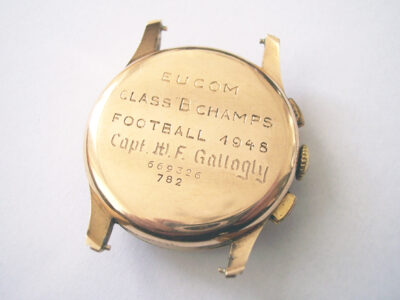 EUCOM
CLASS B CHAMPS
FOOTBALL 1948
Capt. W. F. Gallogly
669326
782